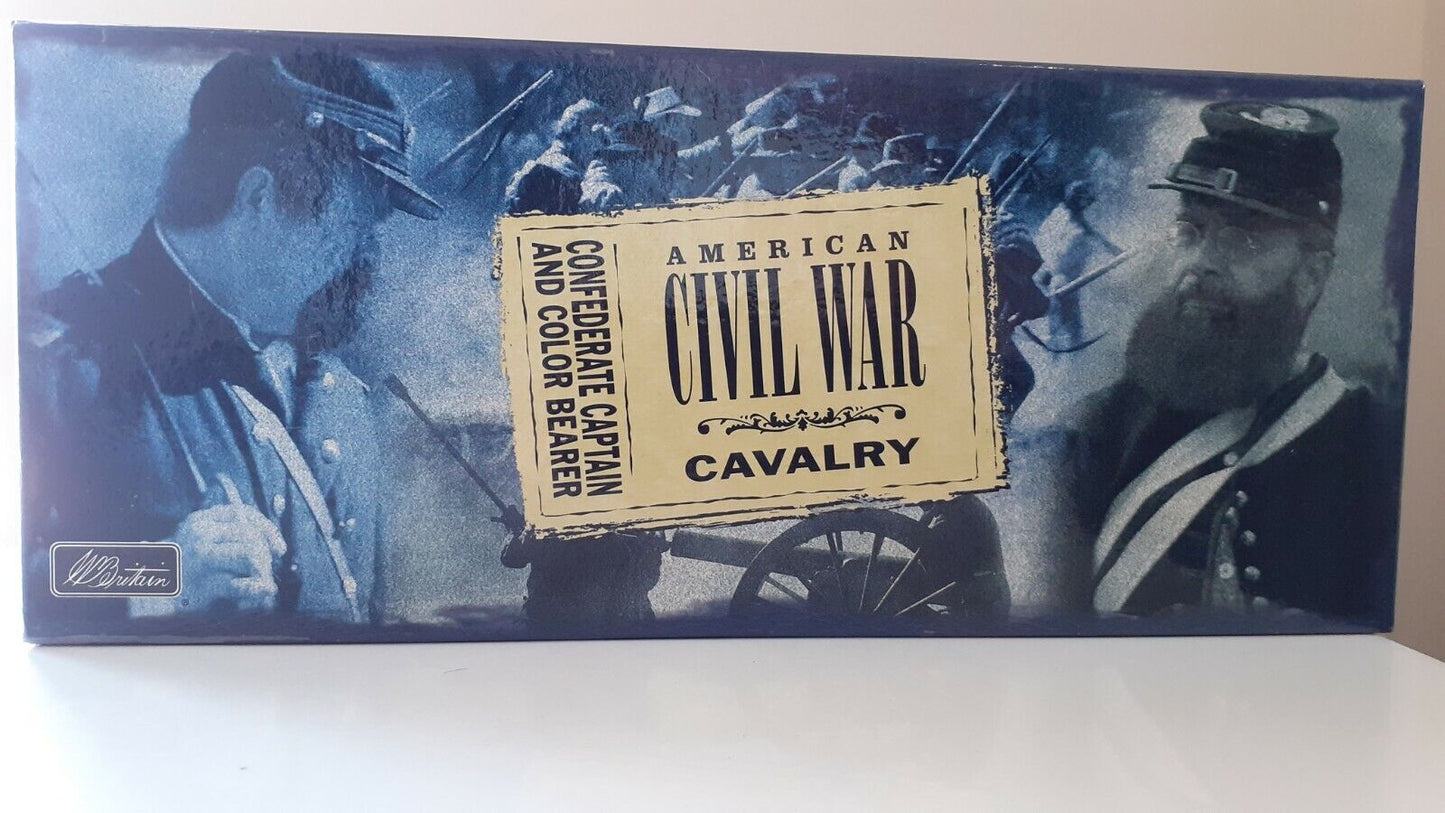 AMERICAN
CIVIL WAR
CAVALRY
CONFEDERATE CAPTAIN
AND COLOR BEARER
W Britain